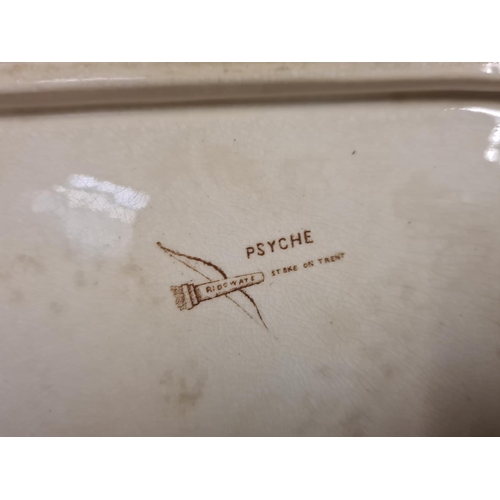 PSYCHE
RIDGWAYS STOKE ON TRENT